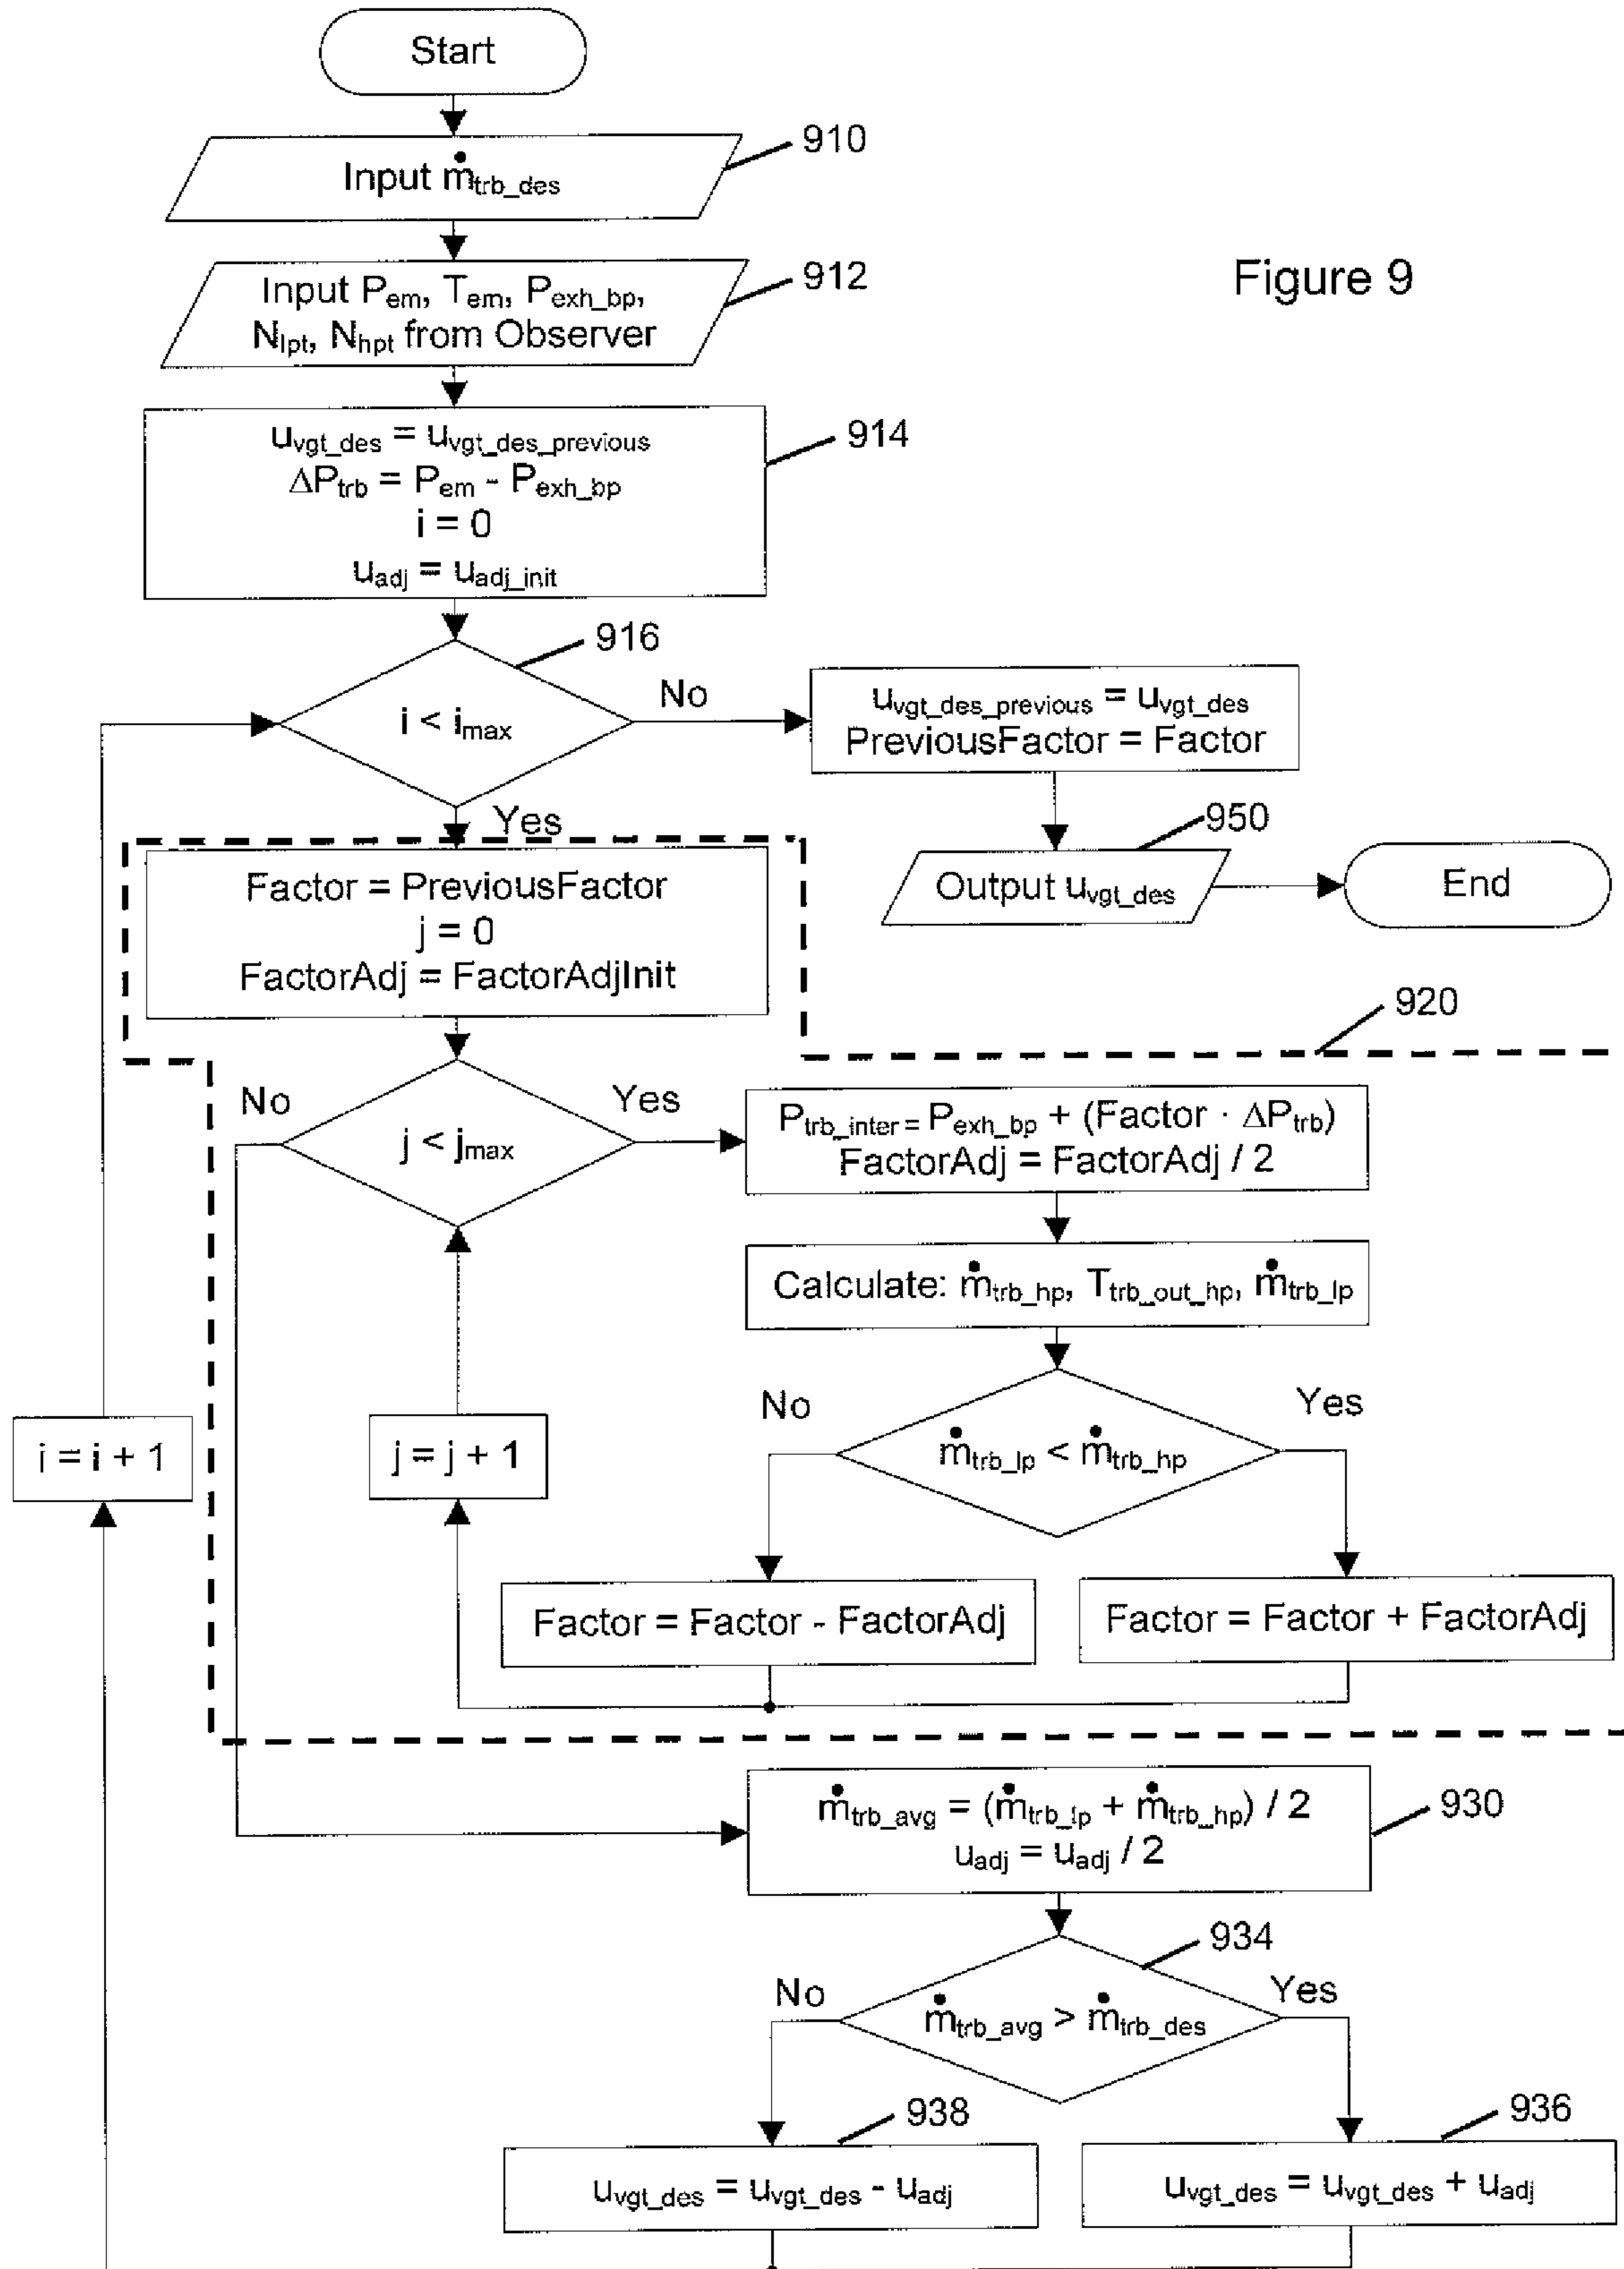 Start
910
Input ṁtrb_des
Figure 9
912
Input Pem, Tem, Pexh_bp,
Nlpt, Nhpt from Observer
914
uvgt_des = uvgt_des_previous
ΔPtrb = Pem - Pexh_bp
i = 0
uadj = uadj_init
916
i < imax
No
uvgt_des_previous = uvgt_des
PreviousFactor = Factor
Yes
950
Output uvgt_des
End
Factor = PreviousFactor
j = 0
FactorAdj = FactorAdjInit
920
No
j < jmax
Yes
Ptrb_inter = Pexh_bp + (Factor · ΔPtrb)
FactorAdj = FactorAdj / 2
Calculate: ṁtrb_hp, Ttrb_out_hp, ṁtrb_lp
No
Yes
ṁtrb_lp < ṁtrb_hp
i = i + 1
j = j + 1
Factor = Factor - FactorAdj
Factor = Factor + FactorAdj
930
ṁtrb_avg = (ṁtrb_lp + ṁtrb_hp) / 2
uadj = uadj / 2
934
No
Yes
ṁtrb_avg > ṁtrb_des
938
936
uvgt_des = uvgt_des - uadj
uvgt_des = uvgt_des + uadj